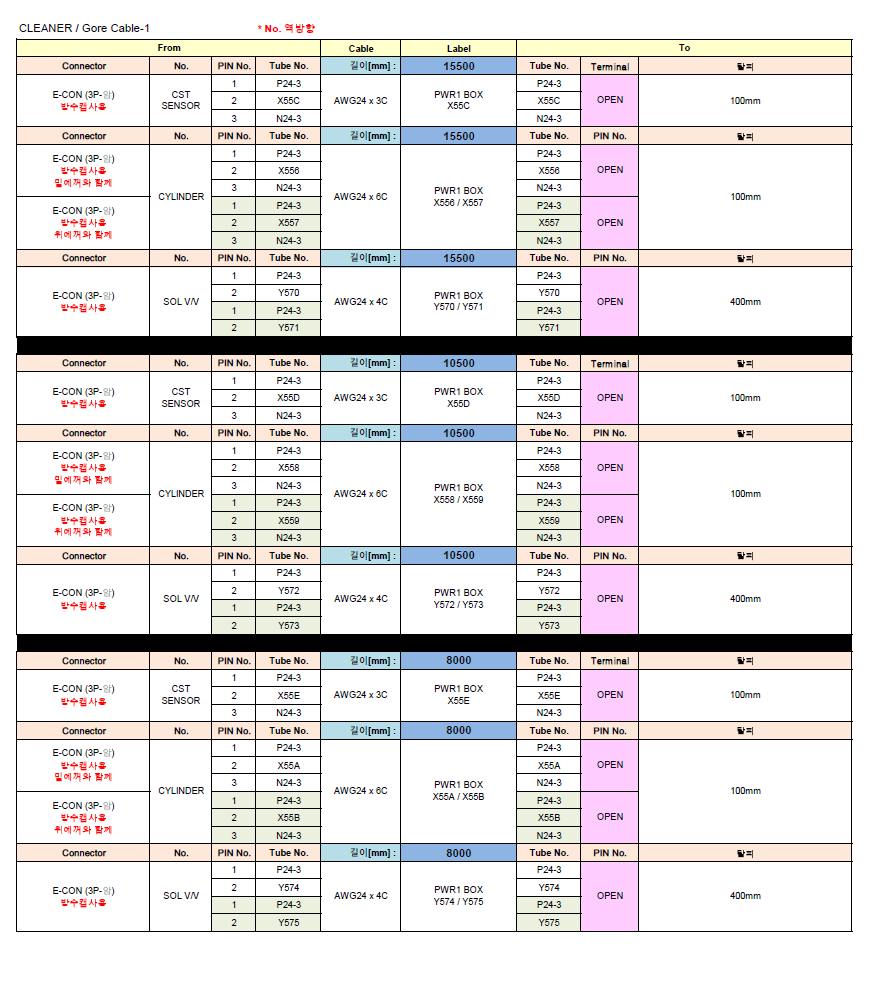 CLEANER / Gore Cable-1 * No. 역방향
From Cable Label To
Connector No. PIN No. Tube No. 길이[mm] : 15500 Tube No. Terminal 탈피
E-CON (3P-암) 방수캡사용 CST SENSOR 1 P24-3 AWG24 x 3C PWR1 BOX X55C P24-3 OPEN 100mm
2 X55C X55C
3 N24-3 N24-3
Connector No. PIN No. Tube No. 길이[mm] : 15500 Tube No. PIN No. 탈피
E-CON (3P-암) 방수캡사용 밑에꺼와 함께 CYLINDER 1 P24-3 AWG24 x 6C PWR1 BOX X556 / X557 P24-3 OPEN 100mm
2 X556 X556
3 N24-3 N24-3
E-CON (3P-암) 방수캡사용 위에꺼와 함께 1 P24-3 P24-3 OPEN
2 X557 X557
3 N24-3 N24-3
Connector No. PIN No. Tube No. 길이[mm] : 15500 Tube No. PIN No. 탈피
E-CON (3P-암) 방수캡사용 SOL V/V 1 P24-3 AWG24 x 4C PWR1 BOX Y570 / Y571 P24-3 OPEN 400mm
2 Y570 Y570
1 P24-3 P24-3
2 Y571 Y571
Connector No. PIN No. Tube No. 길이[mm] : 10500 Tube No. Terminal 탈피
E-CON (3P-암) 방수캡사용 CST SENSOR 1 P24-3 AWG24 x 3C PWR1 BOX X55D P24-3 OPEN 100mm
2 X55D X55D
3 N24-3 N24-3
Connector No. PIN No. Tube No. 길이[mm] : 10500 Tube No. PIN No. 탈피
E-CON (3P-암) 방수캡사용 밑에꺼와 함께 CYLINDER 1 P24-3 AWG24 x 6C PWR1 BOX X558 / X559 P24-3 OPEN 100mm
2 X558 X558
3 N24-3 N24-3
E-CON (3P-암) 방수캡사용 위에꺼와 함께 1 P24-3 P24-3 OPEN
2 X559 X559
3 N24-3 N24-3
Connector No. PIN No. Tube No. 길이[mm] : 10500 Tube No. PIN No. 탈피
E-CON (3P-암) 방수캡사용 SOL V/V 1 P24-3 AWG24 x 4C PWR1 BOX Y572 / Y573 P24-3 OPEN 400mm
2 Y572 Y572
1 P24-3 P24-3
2 Y573 Y573
Connector No. PIN No. Tube No. 길이[mm] : 8000 Tube No. Terminal 탈피
E-CON (3P-암) 방수캡사용 CST SENSOR 1 P24-3 AWG24 x 3C PWR1 BOX X55E P24-3 OPEN 100mm
2 X55E X55E
3 N24-3 N24-3
Connector No. PIN No. Tube No. 길이[mm] : 8000 Tube No. PIN No. 탈피
E-CON (3P-암) 방수캡사용 밑에꺼와 함께 CYLINDER 1 P24-3 AWG24 x 6C PWR1 BOX X55A / X55B P24-3 OPEN 100mm
2 X55A X55A
3 N24-3 N24-3
E-CON (3P-암) 방수캡사용 위에꺼와 함께 1 P24-3 P24-3 OPEN
2 X55B X55B
3 N24-3 N24-3
Connector No. PIN No. Tube No. 길이[mm] : 8000 Tube No. PIN No. 탈피
E-CON (3P-암) 방수캡사용 SOL V/V 1 P24-3 AWG24 x 4C PWR1 BOX Y574 / Y575 P24-3 OPEN 400mm
2 Y574 Y574
1 P24-3 P24-3
2 Y575 Y575